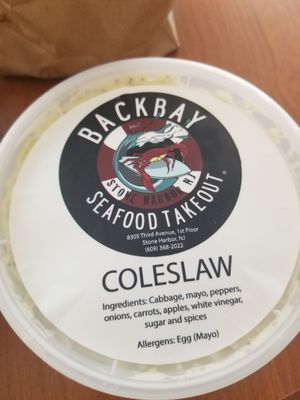 BACKBAY
STONE HARBOR NJ
SEAFOOD TAKEOUT
8305 Third Avenue, 1st Floor
Stone Harbor, NJ
(609) 368-2022
COLESLAW
Ingredients: Cabbage, mayo, peppers,
onions, carrots, apples, white vinegar,
sugar and spices
Allergens: Egg (Mayo)